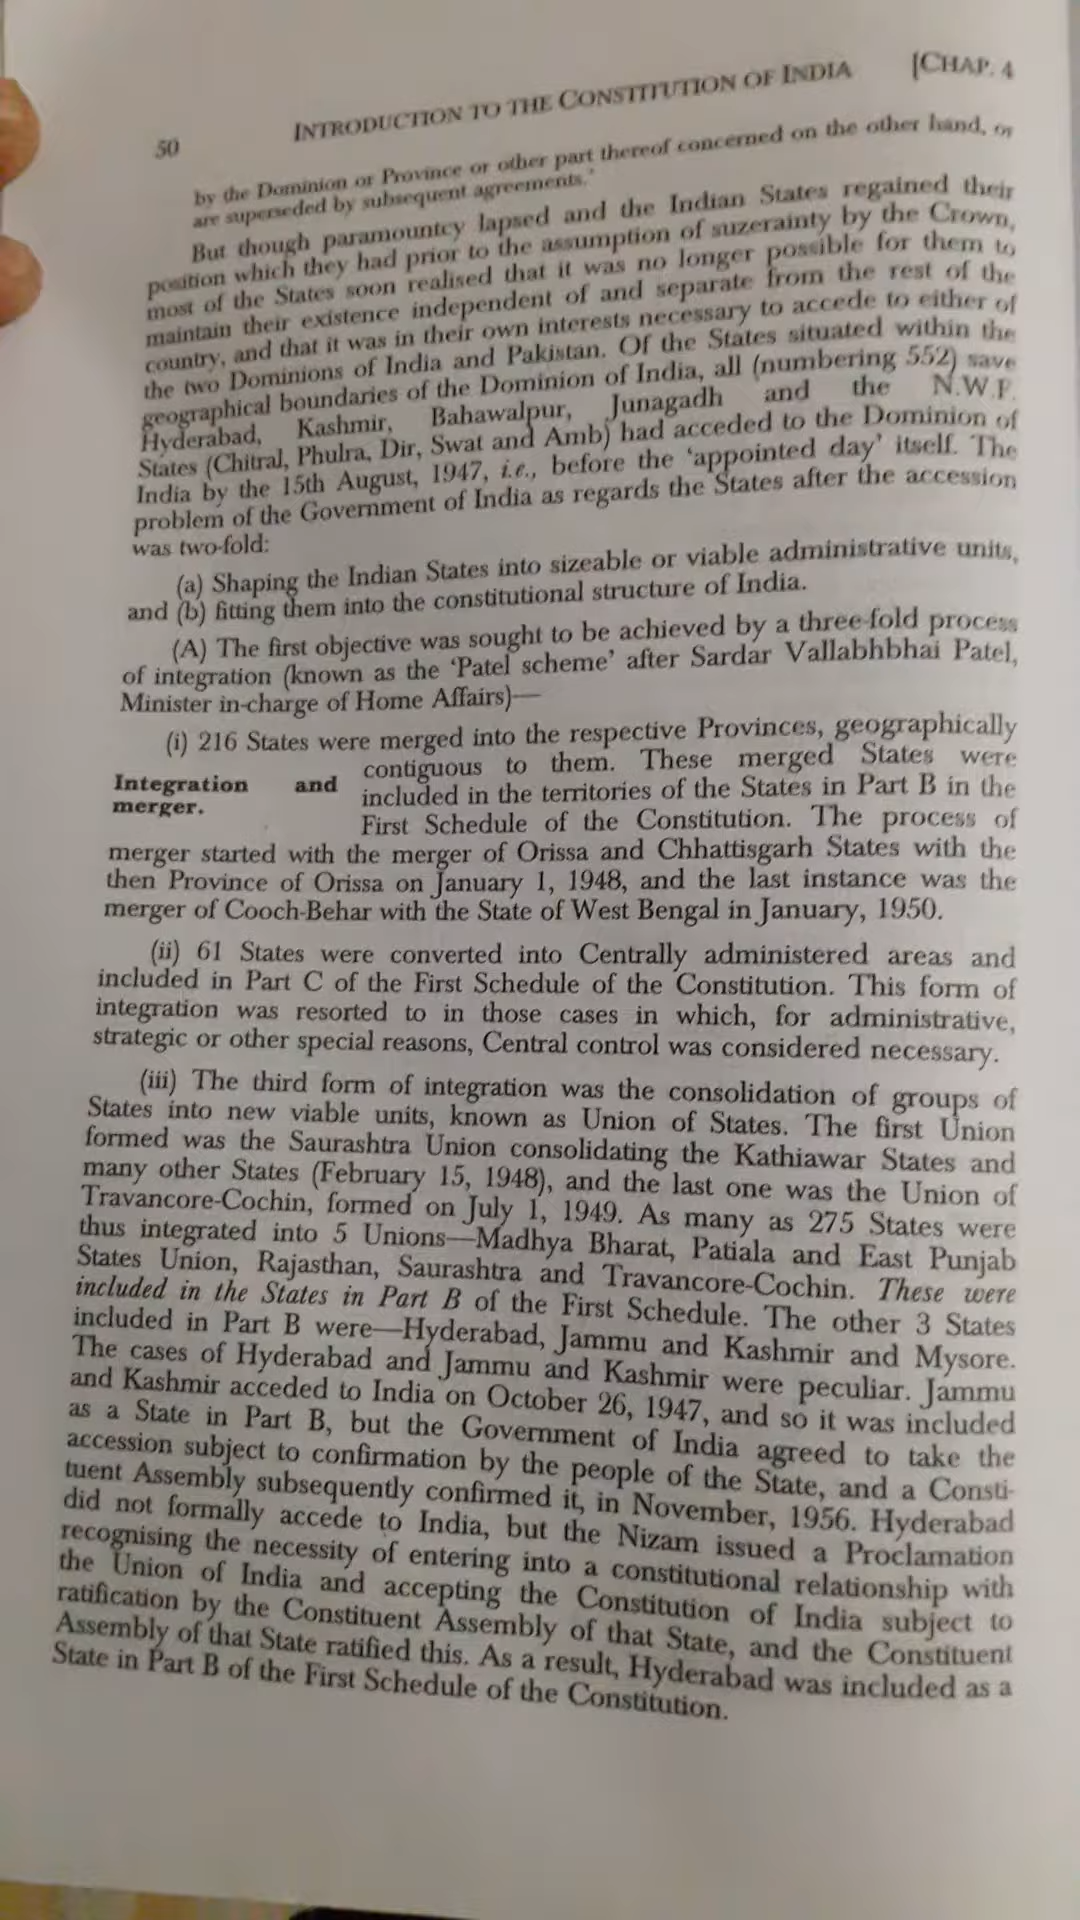 50 INTRODUCTION TO THE CONSTITUTION OF INDIA [CHAP. 4
by the Dominion or Province or other part thereof concerned on the other hand, or
are superseded by subsequent agreements."
But though paramountcy lapsed and the Indian States regained their
position which they had prior to the assumption of suzerainty by the Crown,
most of the States soon realised that it was no longer possible for them to
maintain their existence independent of and separate from the rest of the
country, and that it was in their own interests necessary to accede to either of
the two Dominions of India and Pakistan. Of the States situated within the
geographical boundaries of the Dominion of India, all (numbering 552) save
Hyderabad, Kashmir, Bahawalpur, Junagadh and the N.W.F.
States (Chitral, Phulra, Dir, Swat and Amb) had acceded to the Dominion of
India by the 15th August, 1947, i.e., before the 'appointed day' itself. The
problem of the Government of India as regards the States after the accession
was two-fold:
(a) Shaping the Indian States into sizeable or viable administrative units,
and (b) fitting them into the constitutional structure of India.
(A) The first objective was sought to be achieved by a three-fold process
of integration (known as the 'Patel scheme' after Sardar Vallabhbhai Patel,
Minister in-charge of Home Affairs)—
(i) 216 States were merged into the respective Provinces, geographically
contiguous to them. These merged States were
Integration and
merger.
included in the territories of the States in Part B in the
First Schedule of the Constitution. The process of
merger started with the merger of Orissa and Chhattisgarh States with the
then Province of Orissa on January 1, 1948, and the last instance was the
merger of Cooch-Behar with the State of West Bengal in January, 1950.
(ii) 61 States were converted into Centrally administered areas and
included in Part C of the First Schedule of the Constitution. This form of
integration was resorted to in those cases in which, for administrative,
strategic or other special reasons, Central control was considered necessary.
(iii) The third form of integration was the consolidation of groups of
States into new viable units, known as Union of States. The first Union
formed was the Saurashtra Union consolidating the Kathiawar States and
many other States (February 15, 1948), and the last one was the Union of
Travancore-Cochin, formed on July 1, 1949. As many as 275 States were
thus integrated into 5 Unions—Madhya Bharat, Patiala and East Punjab
States Union, Rajasthan, Saurashtra and Travancore-Cochin. These were
included in the States in Part B of the First Schedule. The other 3 States
included in Part B were—Hyderabad, Jammu and Kashmir and Mysore.
The cases of Hyderabad and Jammu and Kashmir were peculiar. Jammu
and Kashmir acceded to India on October 26, 1947, and so it was included
as a State in Part B, but the Government of India agreed to take the
accession subject to confirmation by the people of the State, and a Consti-
tuent Assembly subsequently confirmed it, in November, 1956. Hyderabad
did not formally accede to India, but the Nizam issued a Proclamation
recognising the necessity of entering into a constitutional relationship with
the Union of India and accepting the Constitution of India subject to
ratification by the Constituent Assembly of that State, and the Constituent
Assembly of that State ratified this. As a result, Hyderabad was included as a
State in Part B of the First Schedule of the Constitution.